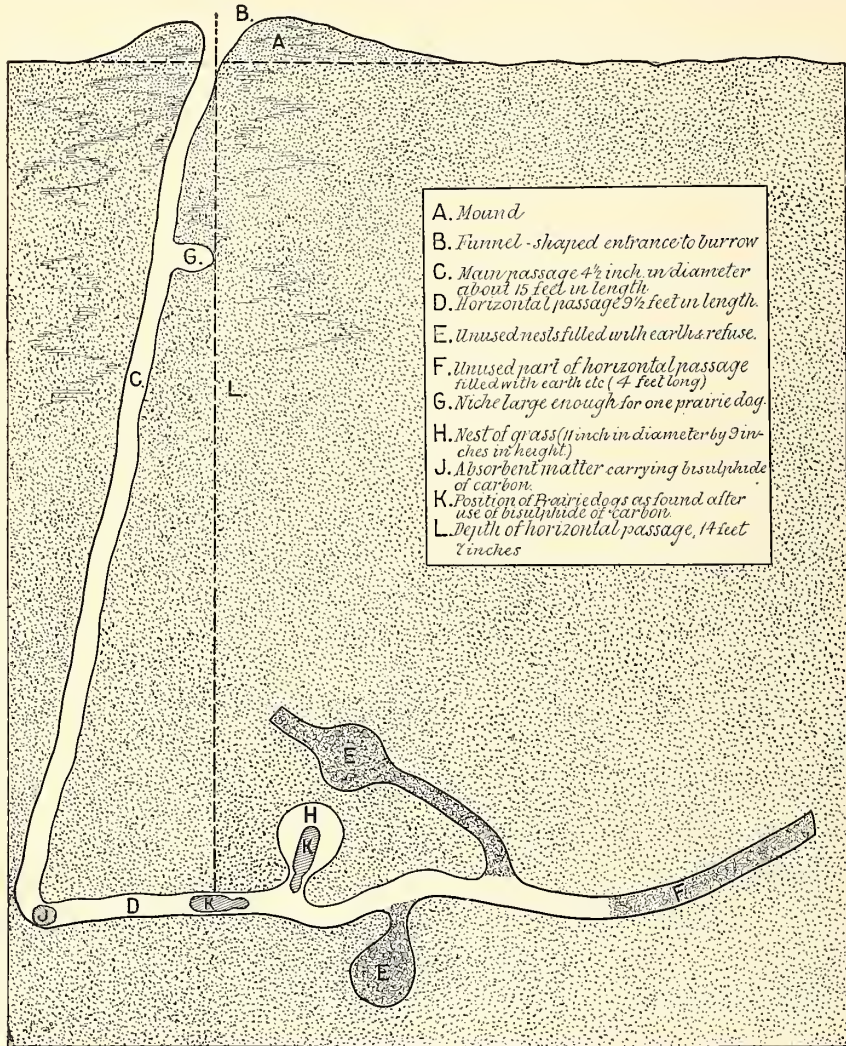 B.
A
G.
C.
L.
A. Mound
B. Funnel-shaped entrance to burrow
C. Main passage 4½ inch. in diameter
about 15 feet in length
D. Horizontal passage 9½ feet in length.
E. Unused nests filled with earth & refuse.
F. Unused part of horizontal passage
filled with earth etc (4 feet long)
G. Niche large enough for one prairie dog.
H. Nest of grass (11 inch in diameter by 9 in-
ches in height)
J. Absorbent matter carrying bisulphide
of carbon.
K. Position of Prairie dogs as found after
use of bisulphide of carbon
L. Depth of horizontal passage, 14 feet
inches
E
H
K
F
J
D
K
E